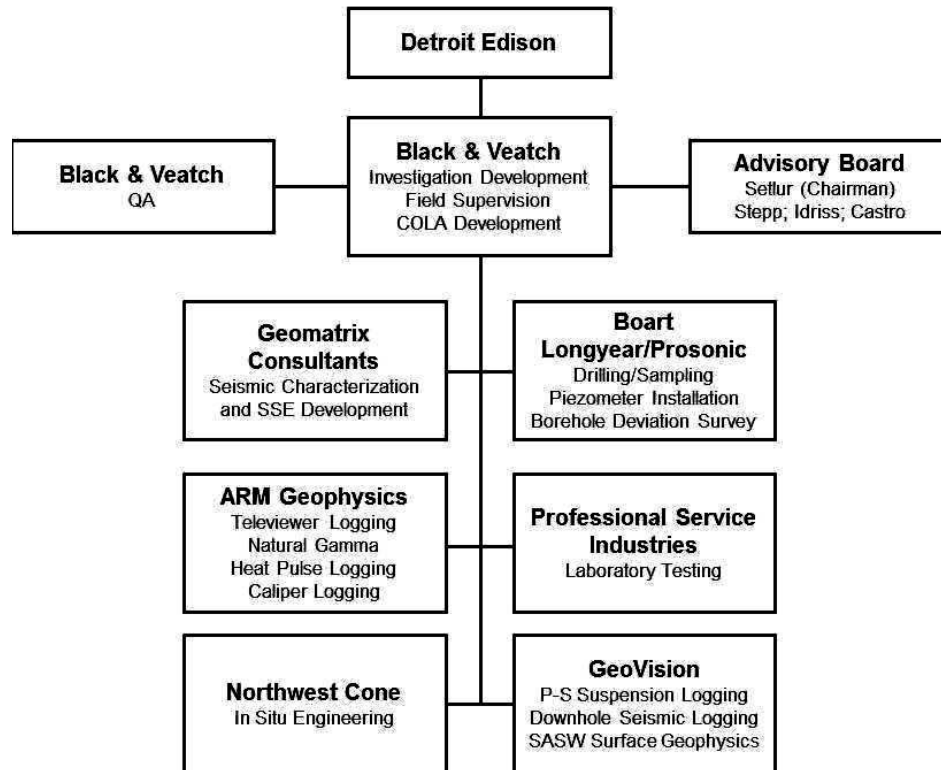 Detroit Edison
Black & Veatch
QA
Black & Veatch
Investigation Development
Field Supervision
COLA Development
Advisory Board
Setlur (Chairman)
Stepp; Idriss; Castro
Geomatrix
Consultants
Seismic Characterization
and SSE Development
Boart
Longyear/Prosonic
Drilling/Sampling
Piezometer Installation
Borehole Deviation Survey
ARM Geophysics
Televiewer Logging
Natural Gamma
Heat Pulse Logging
Caliper Logging
Professional Service
Industries
Laboratory Testing
Northwest Cone
In Situ Engineering
GeoVision
P-S Suspension Logging
Downhole Seismic Logging
SASW Surface Geophysics